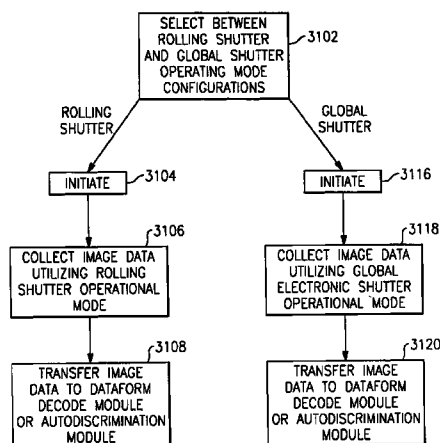 SELECT BETWEEN
ROLLING SHUTTER
AND GLOBAL SHUTTER
OPERATING MODE
CONFIGURATIONS
3102
ROLLING
SHUTTER
GLOBAL
SHUTTER
INITIATE
3104
INITIATE
3116
3106
COLLECT IMAGE DATA
UTILIZING ROLLING
SHUTTER OPERATIONAL
MODE
3118
COLLECT IMAGE DATA
UTILIZING GLOBAL
ELECTRONIC SHUTTER
OPERATIONAL MODE
3108
TRANSFER IMAGE
DATA TO DATAFORM
DECODE MODULE
OR AUTODISCRIMINATION
MODULE
3120
TRANSFER IMAGE
DATA TO DATAFORM
DECODE MODULE
OR AUTODISCRIMINATION
MODULE